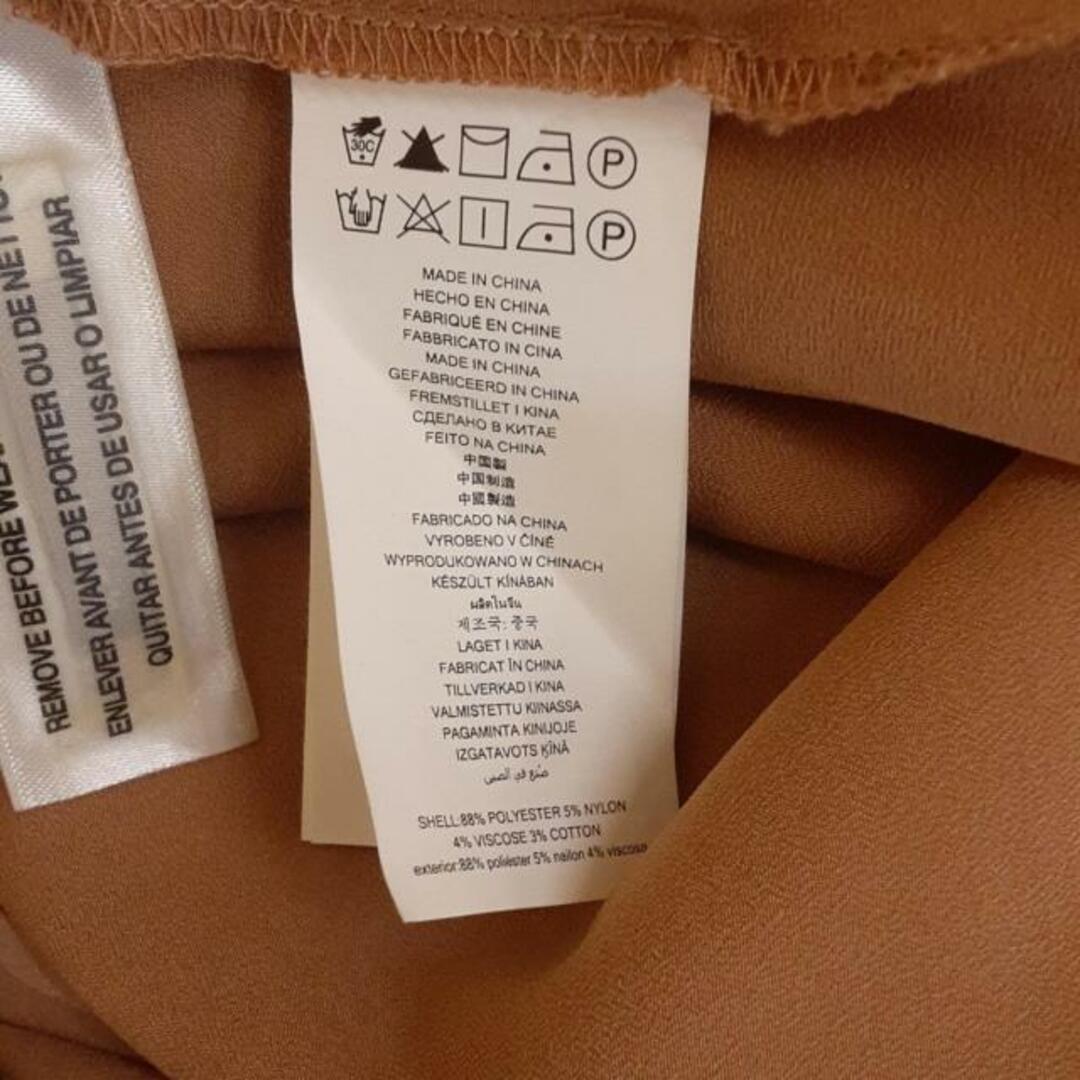 REMOVE BEFORE
ENLEVER AVANT DE PORTER OU DE
QUITAR ANTES DE USAR O LIMPIAR
30C
P
P
MADE IN CHINA
HECHO EN CHINA
FABRIQUÉ EN CHINE
FABBRICATO IN CINA
MADE IN CHINA
GEFABRICEERD IN CHINA
FREMSTILLET I KINA
СДЕЛАНО В КИТАЕ
FEITO NA CHINA
中国製
中国制造
中國製造
FABRICADO NA CHINA
VYROBENO V ČÍNĚ
WYPRODUKOWANO W CHINACH
KÉSZÜLT KÍNÁBAN
ผลิตในจีน
제조국: 중국
LAGET I KINA
FABRICAT ÎN CHINA
TILLVERKAD I KINA
VALMISTETTU KIINASSA
PAGAMINTA KINIJOJE
IZGATAVOTS ĶĪNĀ
صُنع في الصين
SHELL:88% POLYESTER 5% NYLON
4% VISCOSE 3% COTTON
exterior:88% poliéster 5% nailon 4% viscosa